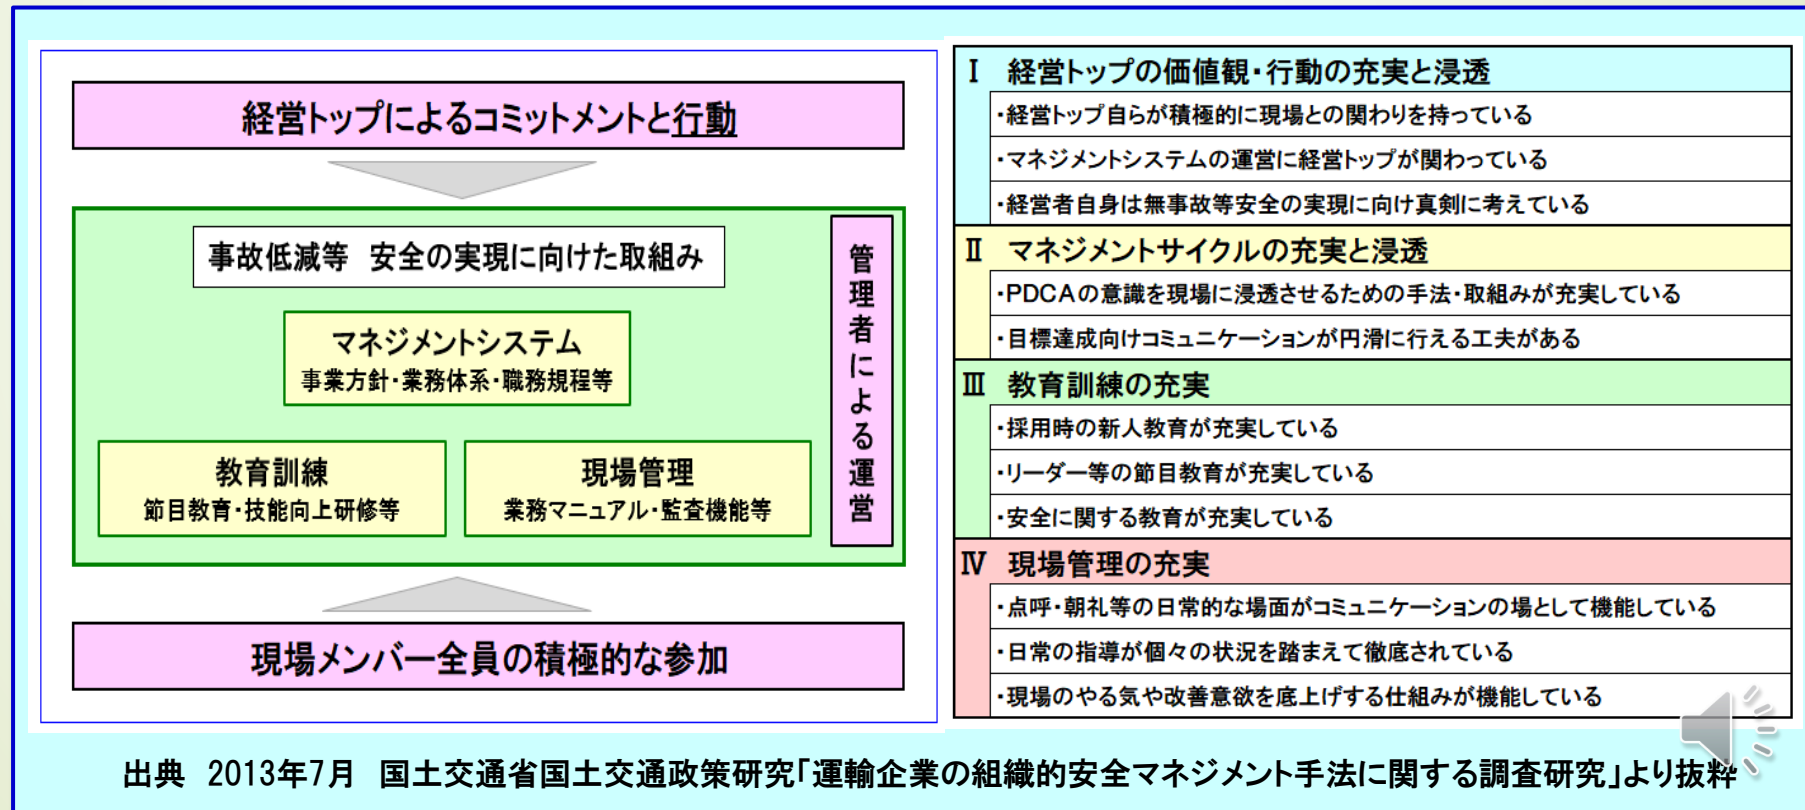 経営トップによるコミットメントと行動
事故低減等 安全の実現に向けた取組み
マネジメントシステム
事業方針・業務体系・職務規程等
教育訓練
節目教育・技能向上研修等
現場管理
業務マニュアル・監査機能等
管理者による運営
現場メンバー全員の積極的な参加
Ⅰ 経営トップの価値観・行動の充実と浸透
・経営トップ自らが積極的に現場との関わりを持っている
・マネジメントシステムの運営に経営トップが関わっている
・経営者自身は無事故等安全の実現に向け真剣に考えている
Ⅱ マネジメントサイクルの充実と浸透
・PDCAの意識を現場に浸透させるための手法・取組みが充実している
・目標達成向けコミュニケーションが円滑に行える工夫がある
Ⅲ 教育訓練の充実
・採用時の新人教育が充実している
・リーダー等の節目教育が充実している
・安全に関する教育が充実している
Ⅳ 現場管理の充実
・点呼・朝礼等の日常的な場面がコミュニケーションの場として機能している
・日常の指導が個々の状況を踏まえて徹底されている
・現場のやる気や改善意欲を底上げする仕組みが機能している
出典 2013年7月 国土交通省国土交通政策研究「運輸企業の組織的安全マネジメント手法に関する調査研究」より抜粋